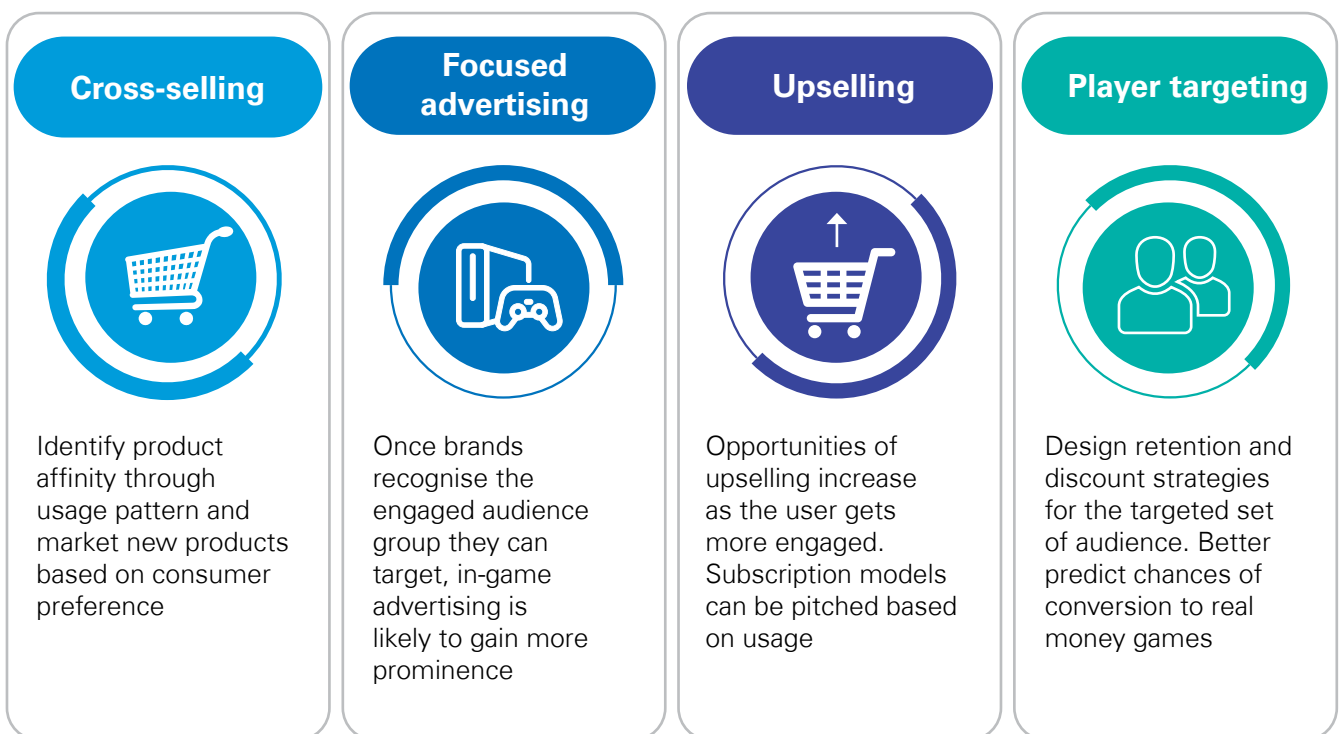 Cross-selling
Identify product
affinity through
usage pattern and
market new products
based on consumer
preference
Focused
advertising
Once brands
recognise the
engaged audience
group they can
target, in-game
advertising is
likely to gain more
prominence
Upselling
Opportunities of
upselling increase
as the user gets
more engaged.
Subscription models
can be pitched based
on usage
Player targeting
Design retention and
discount strategies
for the targeted set
of audience. Better
predict chances of
conversion to real
money games